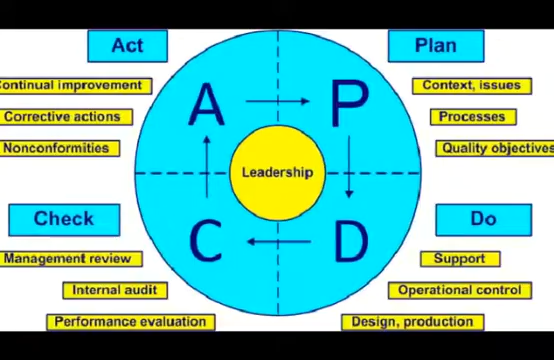 Act
Plan
Continual improvement
Corrective actions
Nonconformities
A
P
Context, issues
Processes
Quality objectives
Leadership
Check
Do
C
D
Management review
Internal audit
Performance evaluation
Support
Operational control
Design, production